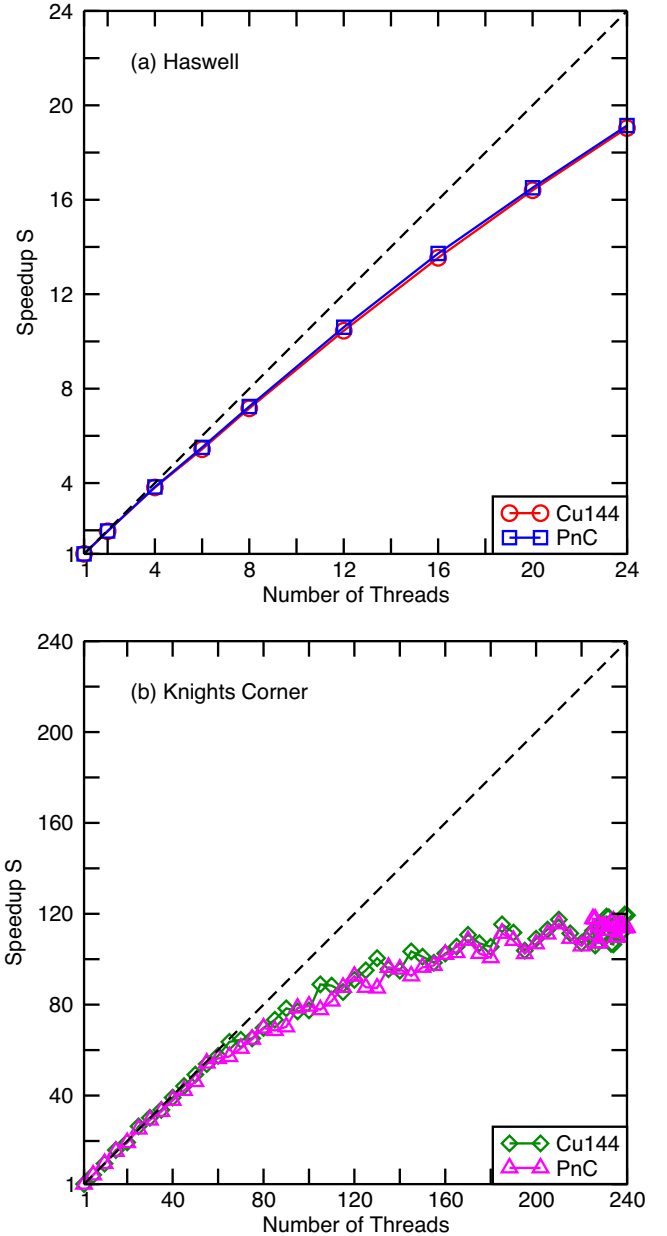 24
(a) Haswell
20
16
12
8
4
1
Speedup S
Cu144
PnC
1 4 8 12 16 20 24
Number of Threads
240
(b) Knights Corner
200
160
120
80
40
1
Speedup S
Cu144
PnC
1 40 80 120 160 200 240
Number of Threads